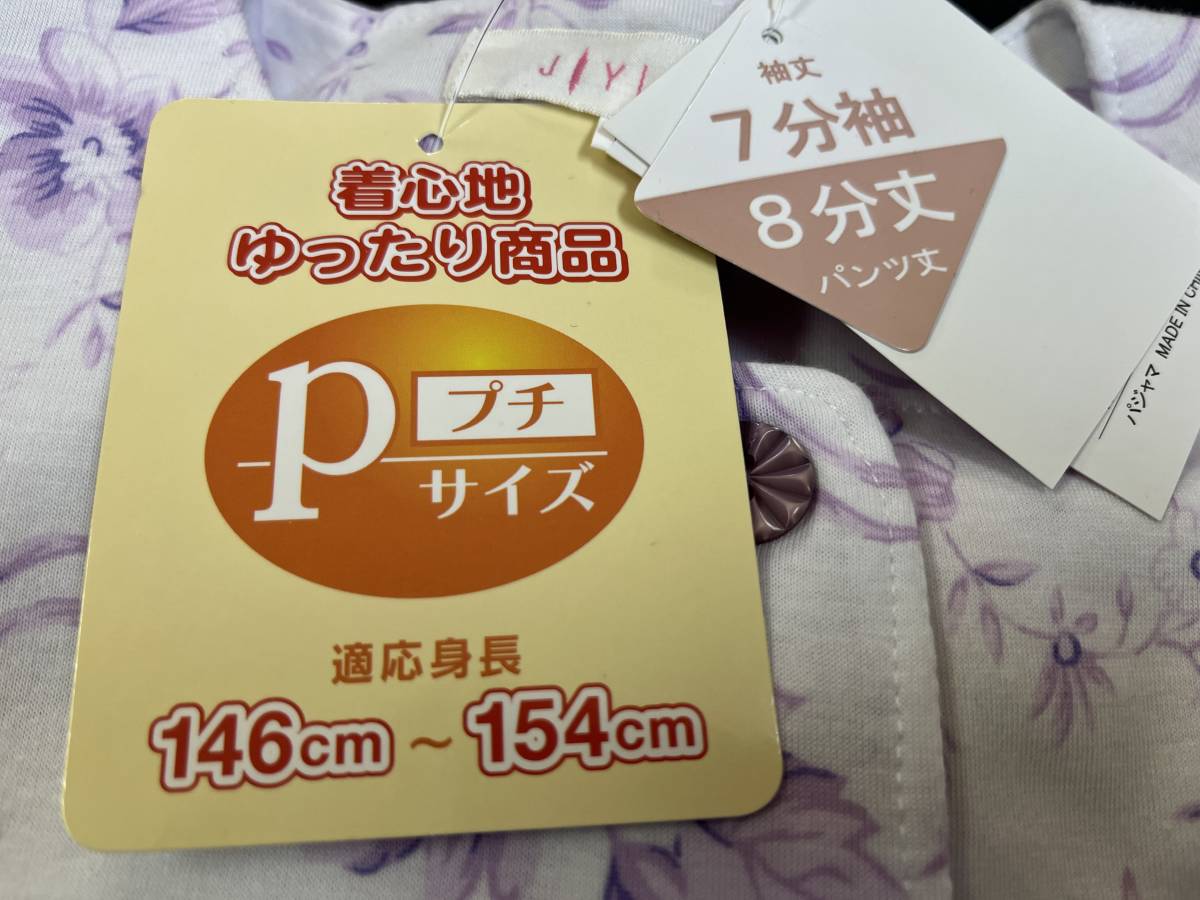 着心地
ゆったり商品
p プチ
サイズ
適応身長
146cm ～ 154cm
袖丈
7分袖
8分丈
パンツ丈
パジャマ MADE IN